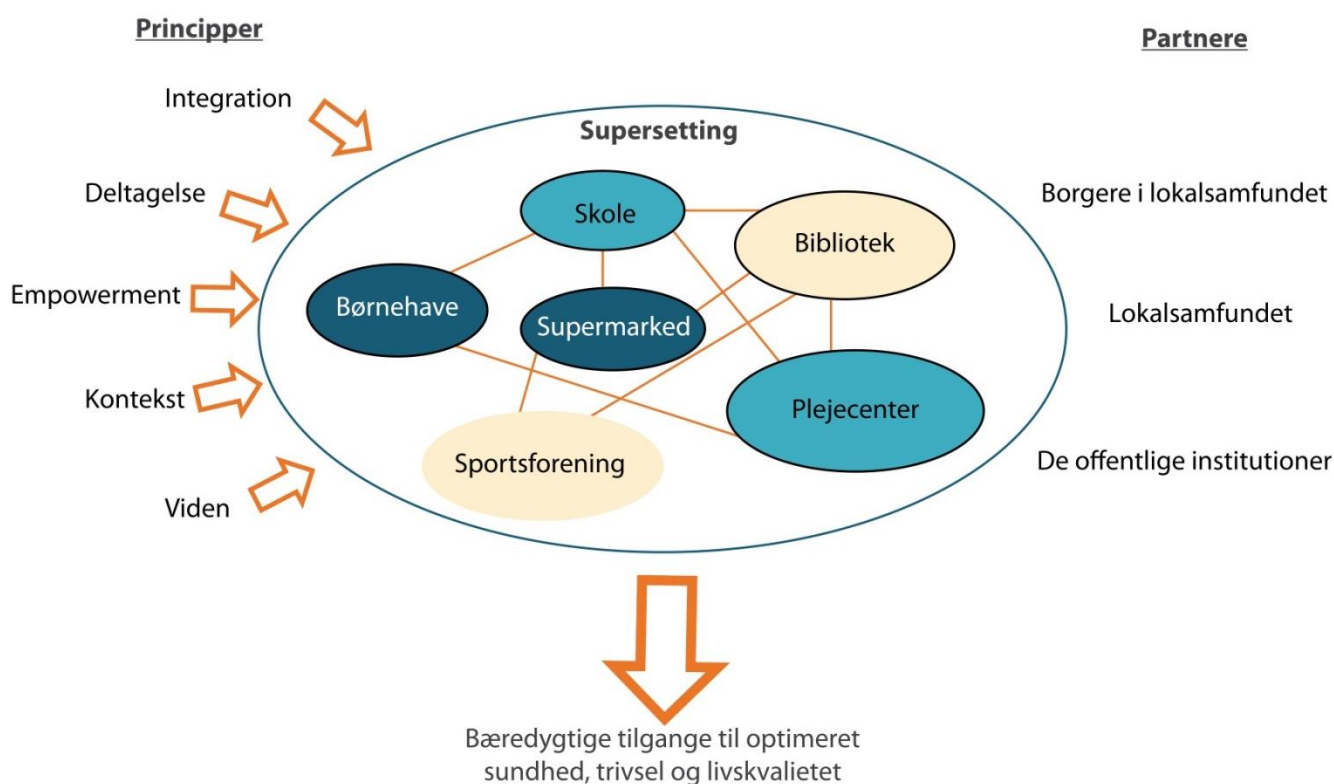 Principper
Partnere
Integration
Supersetting
Deltagelse
Skole
Borgere i lokalsamfundet
Bibliotek
Empowerment
Børnehave
Supermarked
Lokalsamfundet
Kontekst
Plejecenter
Sportsforening
De offentlige institutioner
Viden
Bæredygtige tilgange til optimeret
sundhed, trivsel og livskvalietet